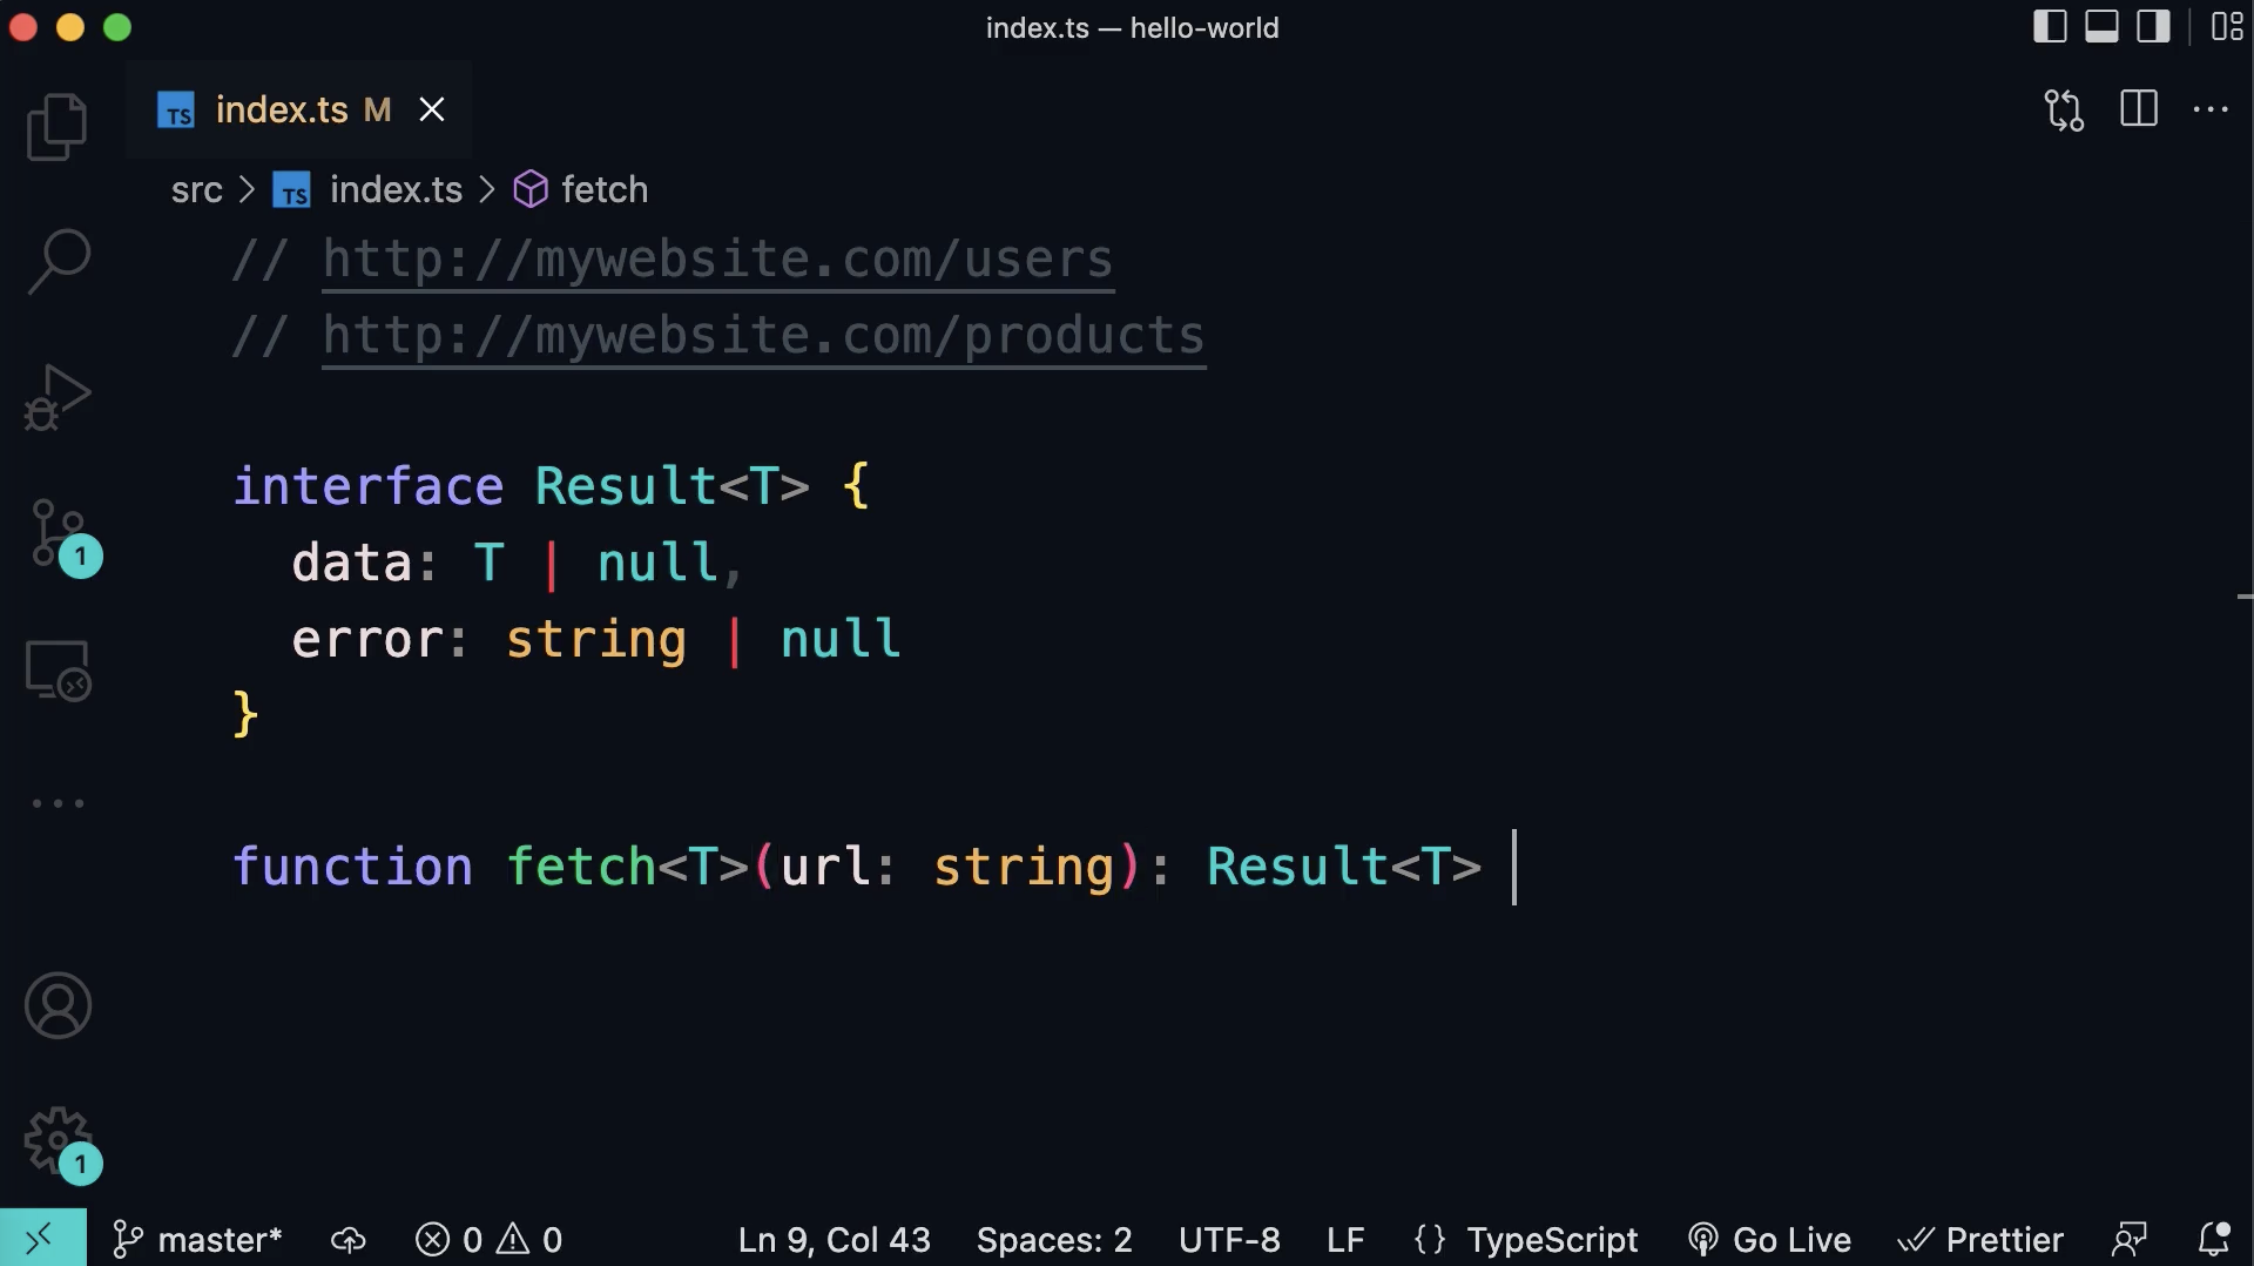 index.ts — hello-world
TS index.ts M
src > TS index.ts > fetch
// http://mywebsite.com/users
// http://mywebsite.com/products
interface Result<T> {
data: T | null,
error: string | null
}
function fetch<T>(url: string): Result<T>
1
1
master* 0 0 Ln 9, Col 43 Spaces: 2 UTF-8 LF {} TypeScript Go Live Prettier